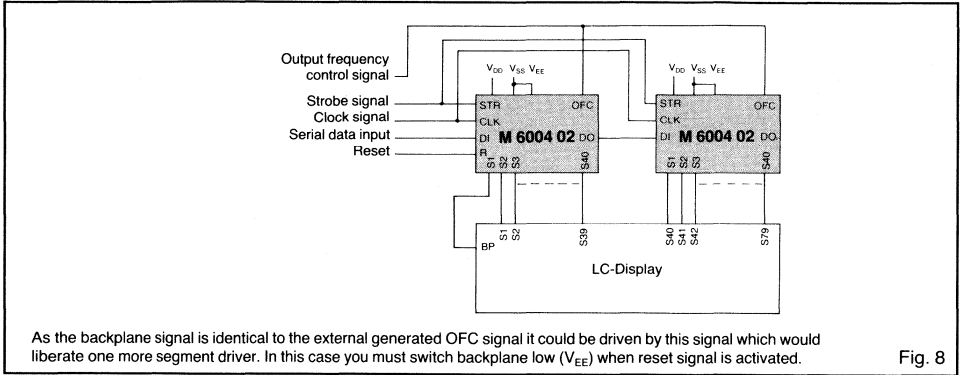 Output frequency
control signal
Strobe signal
Clock signal
Serial data input
Reset
VDD VSS VEE
STR OFC
CLK
DI M 6004 02 DO
R
S1 S2 S3 S40
VDD VSS VEE
STR OFC
CLK
DI M 6004 02 DO
S1 S2 S3 S40
BP S1 S2 S39 S40 S41 S42 S79
LC-Display
As the backplane signal is identical to the external generated OFC signal it could be driven by this signal which would
liberate one more segment driver. In this case you must switch backplane low (VEE) when reset signal is activated.
Fig. 8